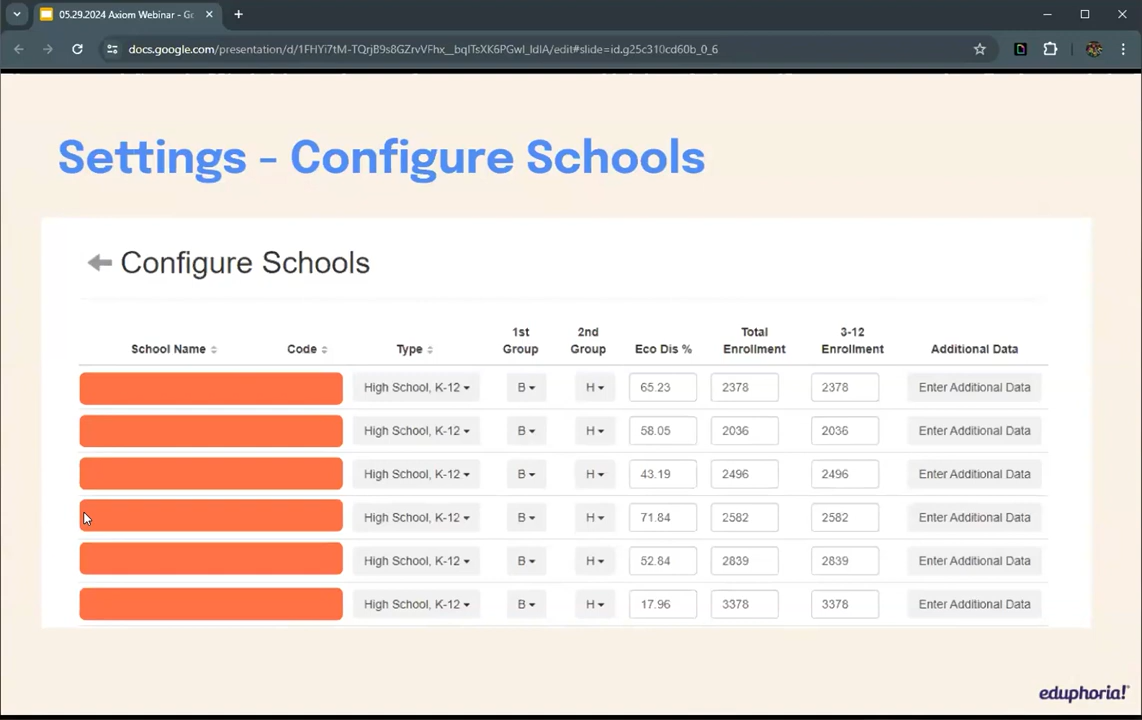 05.29.2024 Axiom Webinar - Go
docs.google.com/presentation/d/1FHYi7tM-TQrjB9s8GZrvVFhx__bqITsXK6PGwl_IdIA/edit#slide=id.g25c310cd60b_0_6
Settings - Configure Schools
Configure Schools
School Name Code Type 1st Group 2nd Group Eco Dis % Total Enrollment 3-12 Enrollment Additional Data
High School, K-12 B H 65.23 2378 2378 Enter Additional Data
High School, K-12 B H 58.05 2036 2036 Enter Additional Data
High School, K-12 B H 43.19 2496 2496 Enter Additional Data
High School, K-12 B H 71.84 2582 2582 Enter Additional Data
High School, K-12 B H 52.84 2839 2839 Enter Additional Data
High School, K-12 B H 17.96 3378 3378 Enter Additional Data
eduphoria!